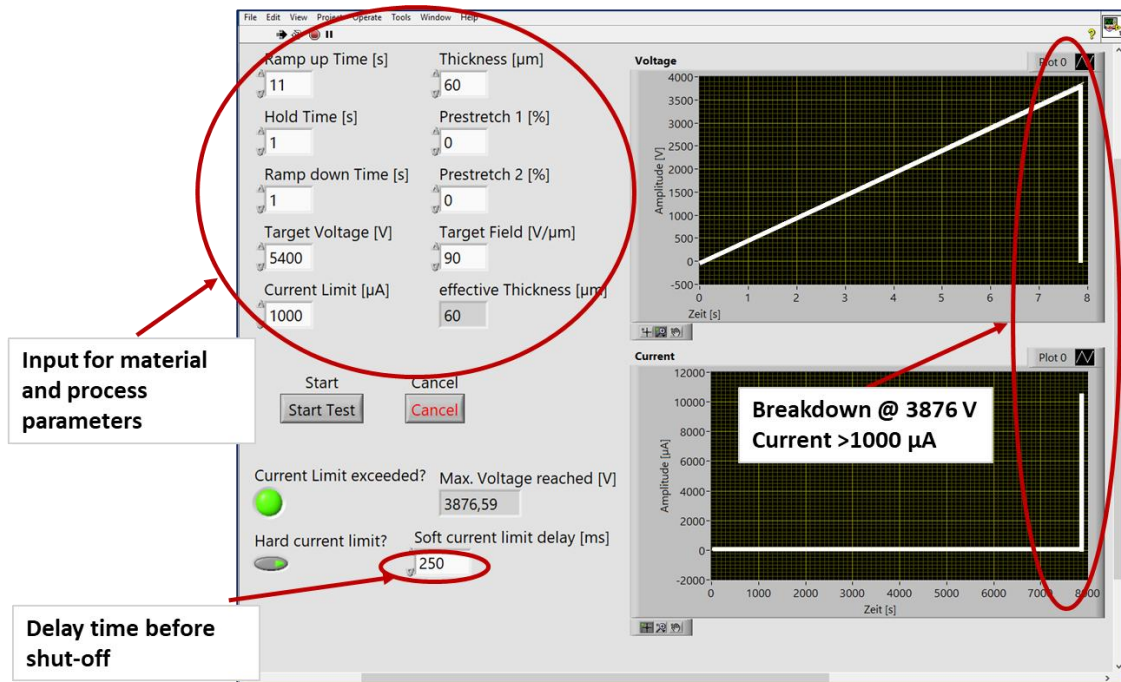 File Edit View Project Operate Tools Window Help
Ramp up Time [s]
11
Thickness [µm]
60
Hold Time [s]
1
Prestretch 1 [%]
0
Ramp down Time [s]
1
Prestretch 2 [%]
0
Target Voltage [V]
5400
Target Field [V/µm]
90
Current Limit [µA]
1000
effective Thickness [µm]
60
Start
Start Test
Cancel
Cancel
Current Limit exceeded?
Max. Voltage reached [V]
3876,59
Hard current limit?
Soft current limit delay [ms]
250
Input for material
and process
parameters
Delay time before
shut-off
Voltage
Plot 0
Amplitude [V]
4000
3500
3000
2500
2000
1500
1000
500
0
-500
0 1 2 3 4 5 6 7 8
Zeit [s]
Current
Plot 0
Amplitude [µA]
12000
10000
8000
6000
4000
2000
0
-2000
0 1000 2000 3000 4000 5000 6000 7000 8000
Zeit [s]
Breakdown @ 3876 V
Current >1000 µA
?